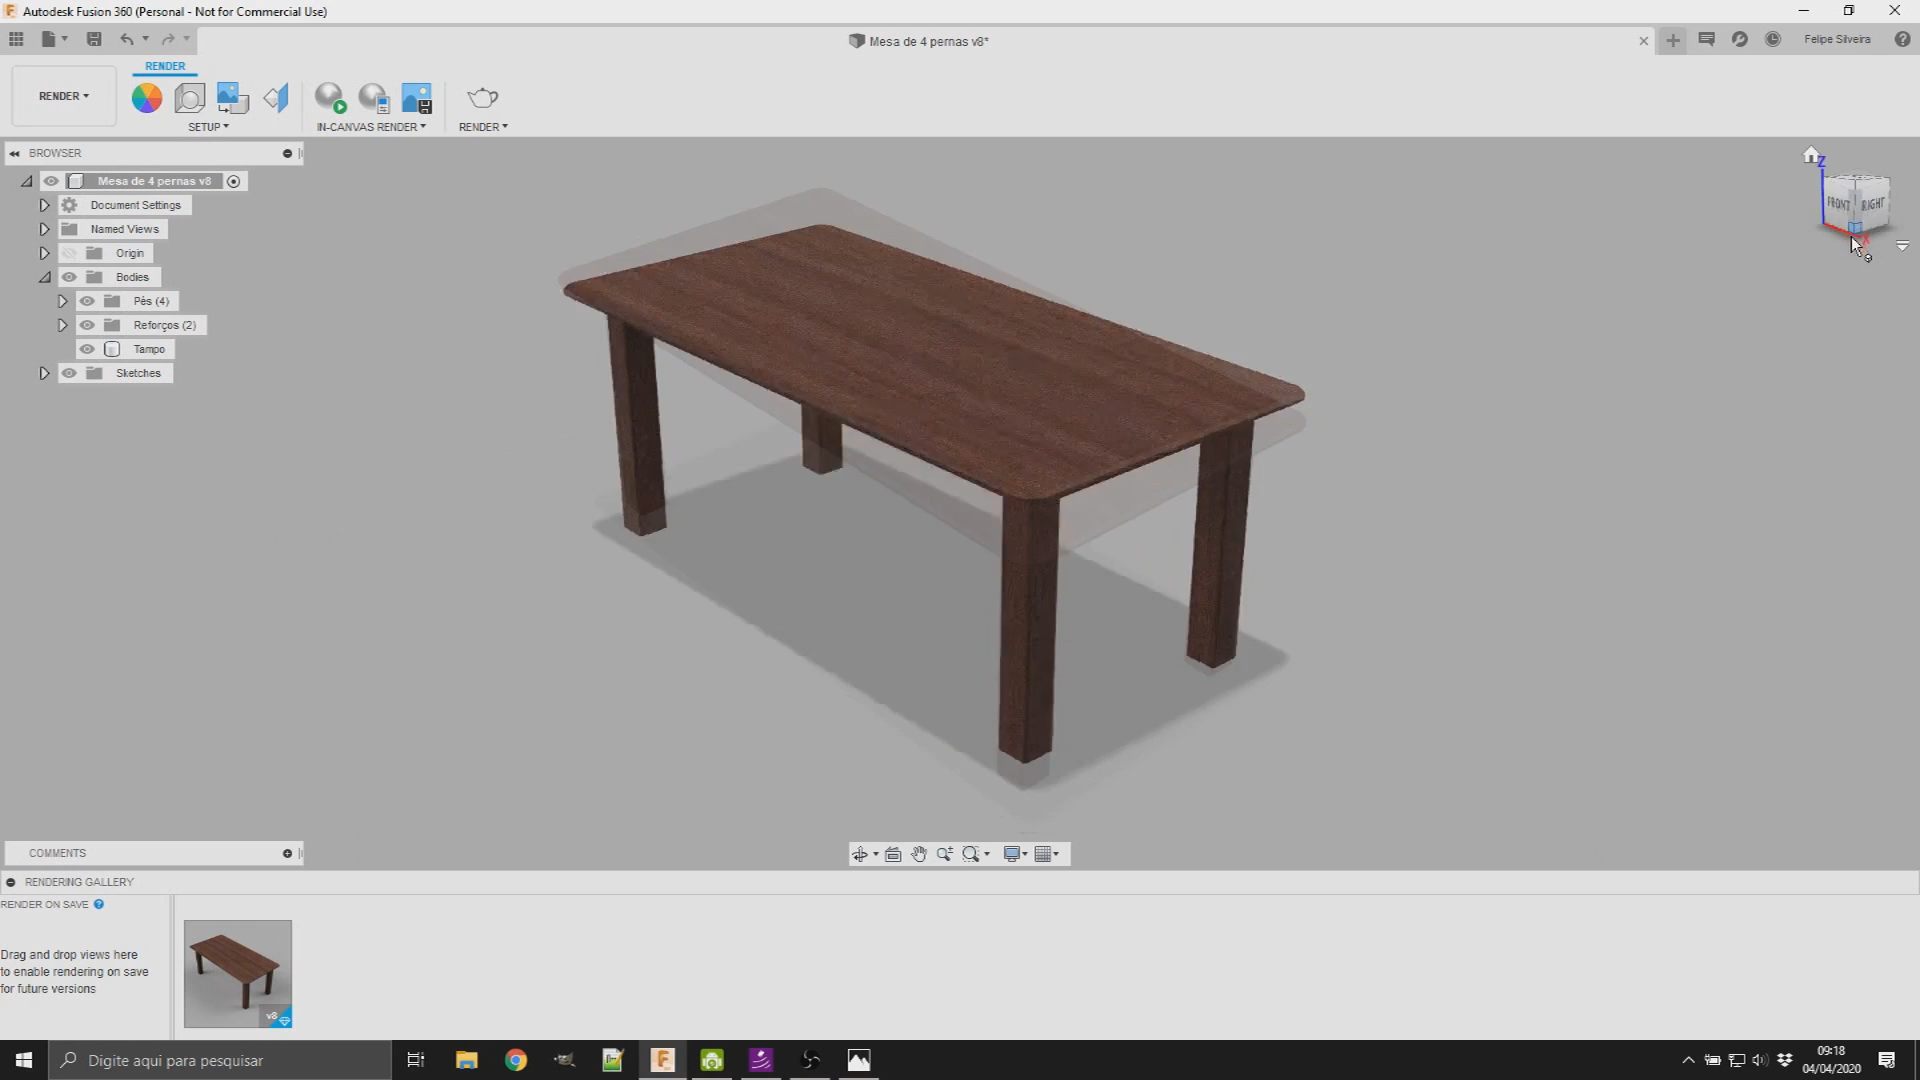 Autodesk Fusion 360 (Personal - Not for Commercial Use)
Mesa de 4 pernas v8*
Felipe Silveira
RENDER
RENDER
SETUP
IN-CANVAS RENDER
RENDER
BROWSER
Mesa de 4 pernas v8
Document Settings
Named Views
Origin
Bodies
Pés (4)
Reforços (2)
Tampo
Sketches
Z
FRONT
RIGHT
X
COMMENTS
RENDERING GALLERY
RENDER ON SAVE
Drag and drop views here
to enable rendering on save
for future versions
v8
Digite aqui para pesquisar
09:18
04/04/2020